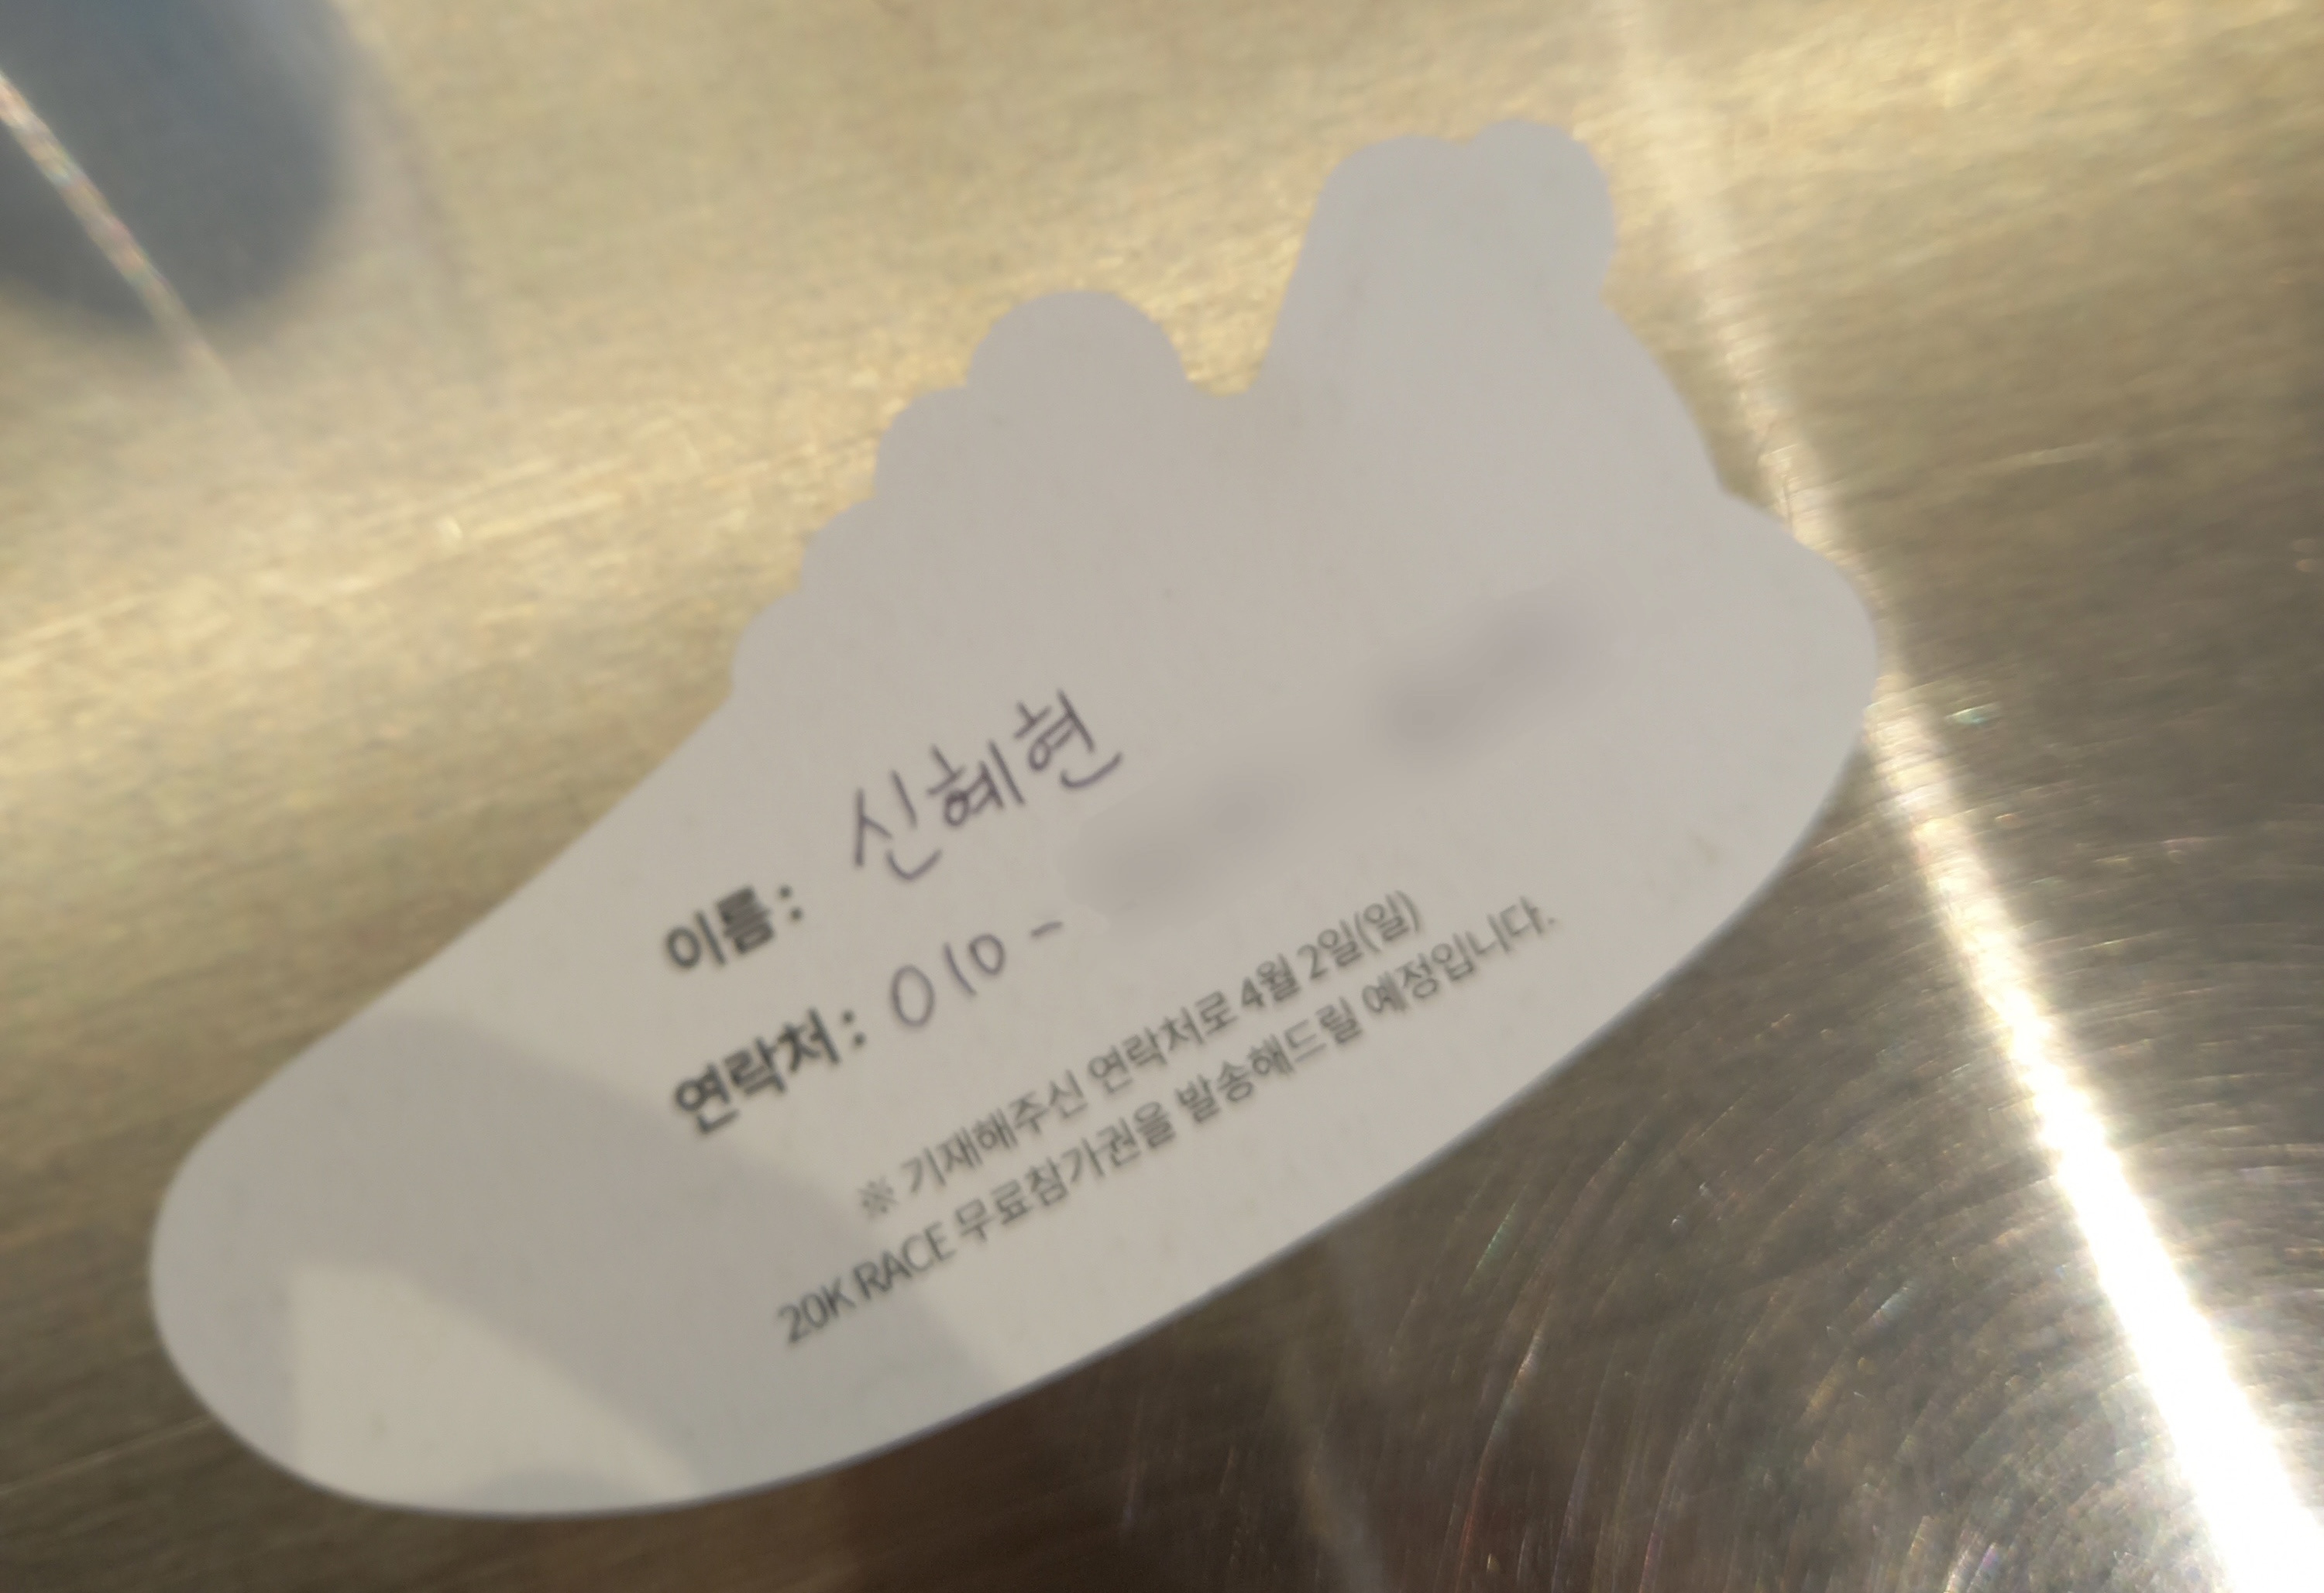 이름 : 신혜현
연락처 : 010 -
※ 기재해주신 연락처로 4월 2일(일)
20K RACE 무료참가권을 발송해드릴 예정입니다.